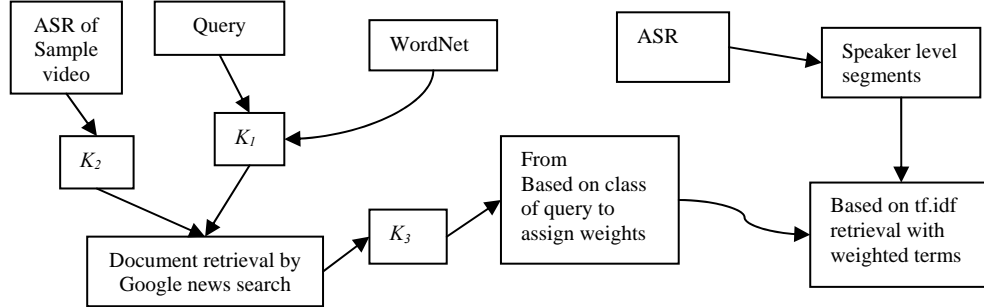 ASR of
Sample
video
Query
WordNet
ASR
Speaker level
segments
K2
K1
From
Based on class
of query to
assign weights
K3
Based on tf.idf
retrieval with
weighted terms
Document retrieval by
Google news search